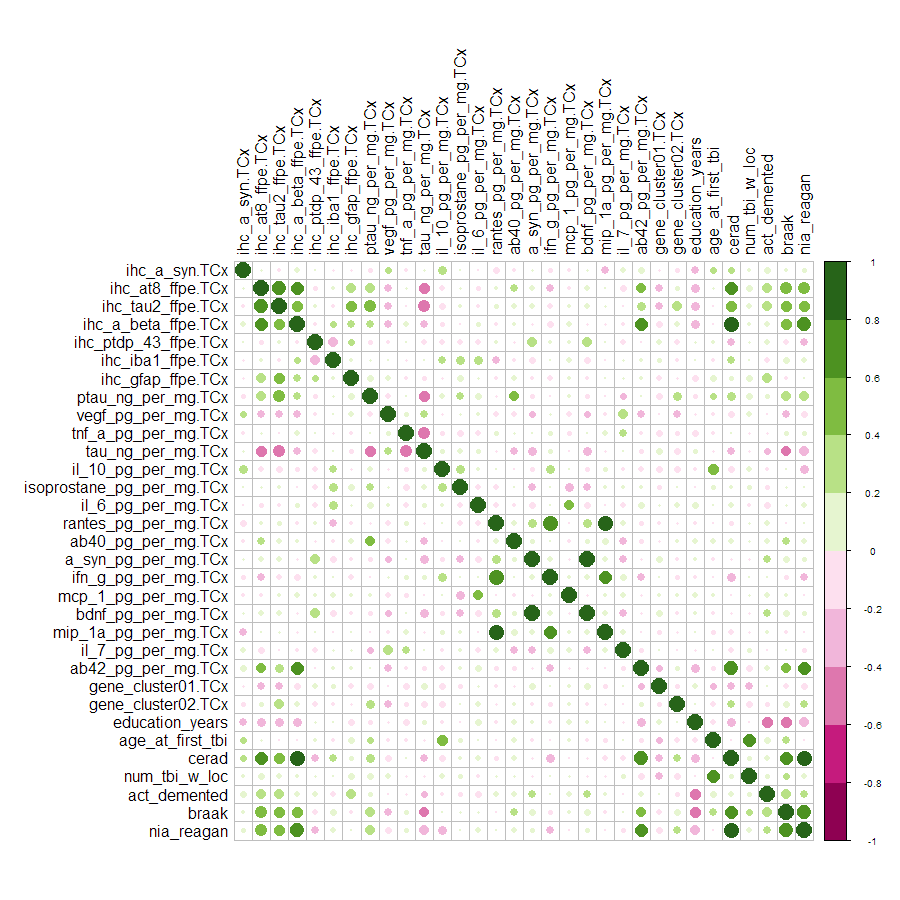 ihc_a_syn.TCx
ihc_at8_ffpe.TCx
ihc_tau2_ffpe.TCx
ihc_a_beta_ffpe.TCx
ihc_ptdp_43_ffpe.TCx
ihc_iba1_ffpe.TCx
ihc_gfap_ffpe.TCx
ptau_ng_per_mg.TCx
vegf_pg_per_mg.TCx
tnf_a_pg_per_mg.TCx
tau_ng_per_mg.TCx
il_10_pg_per_mg.TCx
isoprostane_pg_per_mg.TCx
il_6_pg_per_mg.TCx
rantes_pg_per_mg.TCx
ab40_pg_per_mg.TCx
a_syn_pg_per_mg.TCx
ifn_g_pg_per_mg.TCx
mcp_1_pg_per_mg.TCx
bdnf_pg_per_mg.TCx
mip_1a_pg_per_mg.TCx
il_7_pg_per_mg.TCx
ab42_pg_per_mg.TCx
gene_cluster01.TCx
gene_cluster02.TCx
education_years
age_at_first_tbi
cerad
num_tbi_w_loc
act_demented
braak
nia_reagan
ihc_a_syn.TCx
ihc_at8_ffpe.TCx
ihc_tau2_ffpe.TCx
ihc_a_beta_ffpe.TCx
ihc_ptdp_43_ffpe.TCx
ihc_iba1_ffpe.TCx
ihc_gfap_ffpe.TCx
ptau_ng_per_mg.TCx
vegf_pg_per_mg.TCx
tnf_a_pg_per_mg.TCx
tau_ng_per_mg.TCx
il_10_pg_per_mg.TCx
isoprostane_pg_per_mg.TCx
il_6_pg_per_mg.TCx
rantes_pg_per_mg.TCx
ab40_pg_per_mg.TCx
a_syn_pg_per_mg.TCx
ifn_g_pg_per_mg.TCx
mcp_1_pg_per_mg.TCx
bdnf_pg_per_mg.TCx
mip_1a_pg_per_mg.TCx
il_7_pg_per_mg.TCx
ab42_pg_per_mg.TCx
gene_cluster01.TCx
gene_cluster02.TCx
education_years
age_at_first_tbi
cerad
num_tbi_w_loc
act_demented
braak
nia_reagan
1
0.8
0.6
0.4
0.2
0
-0.2
-0.4
-0.6
-0.8
-1